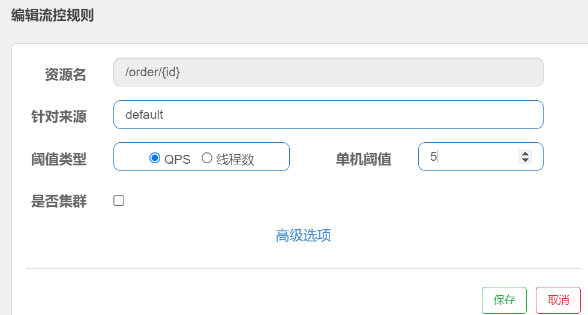 编辑流控规则
资源名 /order/{id}
针对来源 default
阈值类型 QPS 线程数 单机阈值 5
是否集群
高级选项
保存 取消